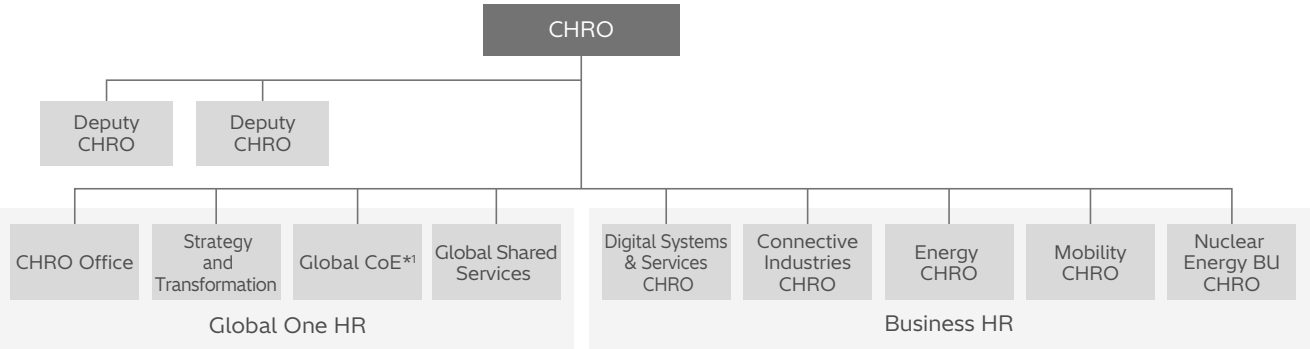 CHRO
Deputy
CHRO
Deputy
CHRO
CHRO Office
Strategy
and
Transformation
Global CoE*1
Global Shared
Services
Digital Systems
& Services
CHRO
Connective
Industries
CHRO
Energy
CHRO
Mobility
CHRO
Nuclear
Energy BU
CHRO
Global One HR
Business HR